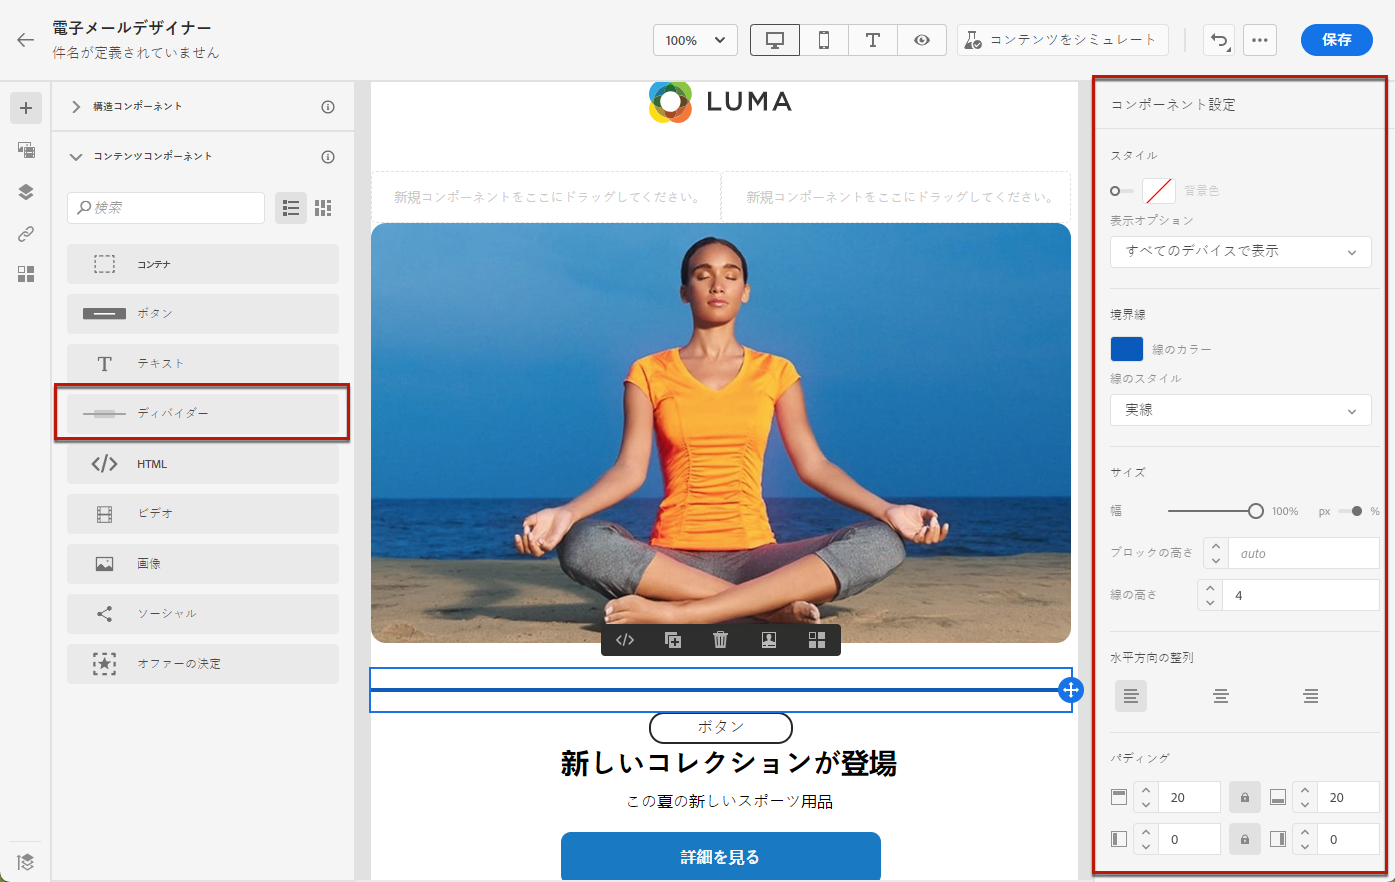 電子メールデザイナー
件名が定義されていません
100%
コンテンツをシミュレート
保存
構造コンポーネント
コンテンツコンポーネント
検索
コンテナ
ボタン
テキスト
ディバイダー
HTML
ビデオ
画像
ソーシャル
オファーの決定
LUMA
新規コンポーネントをここにドラッグしてください。
新規コンポーネントをここにドラッグしてください。
ボタン
新しいコレクションが登場
この夏の新しいスポーツ用品
詳細を見る
コンポーネント設定
スタイル
背景色
表示オプション
すべてのデバイスで表示
境界線
線のカラー
線のスタイル
実線
サイズ
幅 100% px %
ブロックの高さ auto
線の高さ 4
水平方向の整列
パディング
20 20
0 0